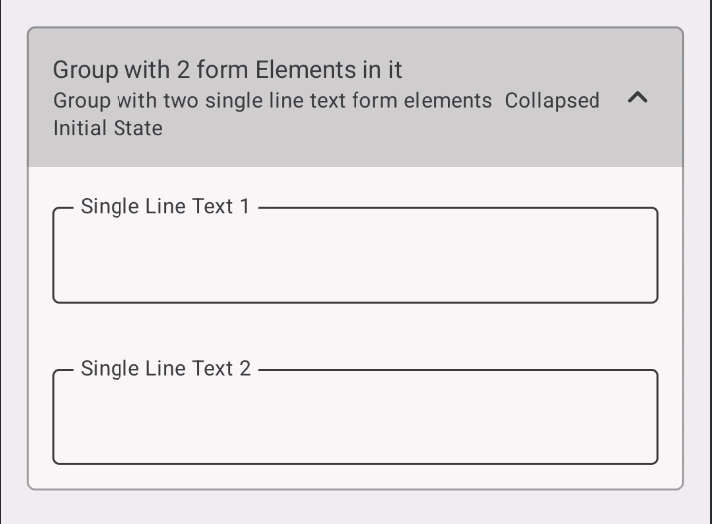 Group with 2 form Elements in it
Group with two single line text form elements  Collapsed
Initial State
Single Line Text 1
Single Line Text 2